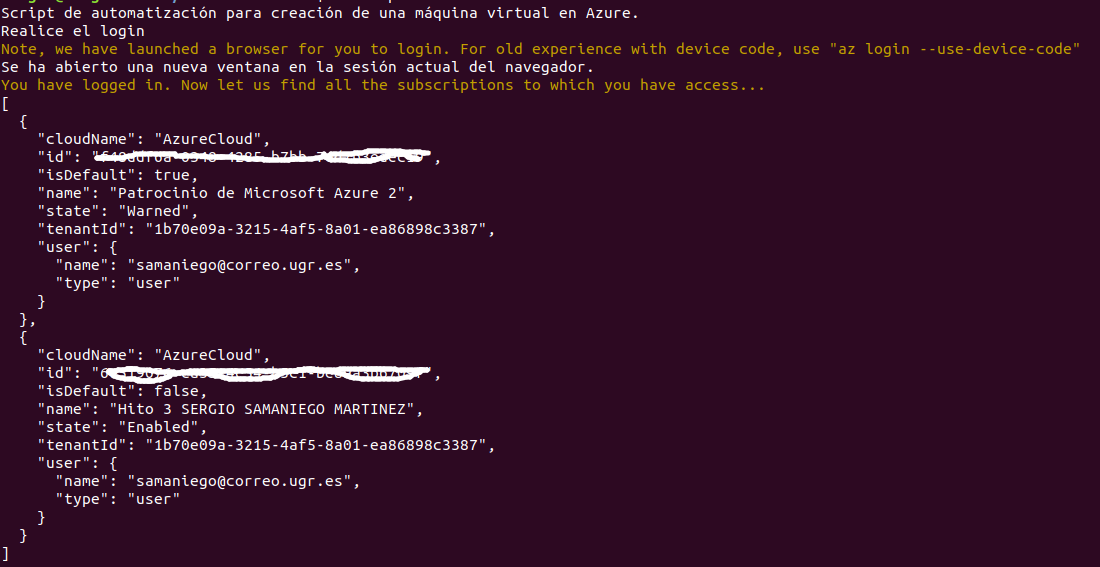 Script de automatización para creación de una máquina virtual en Azure.
Realice el login
Note, we have launched a browser for you to login. For old experience with device code, use "az login --use-device-code"
Se ha abierto una nueva ventana en la sesión actual del navegador.
You have logged in. Now let us find all the subscriptions to which you have access...
[
{
"cloudName": "AzureCloud",
"id": "
"isDefault": true,
"name": "Patrocinio de Microsoft Azure 2",
"state": "Warned",
"tenantId": "1b70e09a-3215-4af5-8a01-ea86898c3387",
"user": {
"name": "samaniego@correo.ugr.es",
"type": "user"
}
},
{
"cloudName": "AzureCloud",
"id": "
"isDefault": false,
"name": "Hito 3 SERGIO SAMANIEGO MARTINEZ",
"state": "Enabled",
"tenantId": "1b70e09a-3215-4af5-8a01-ea86898c3387",
"user": {
"name": "samaniego@correo.ugr.es",
"type": "user"
}
}
]